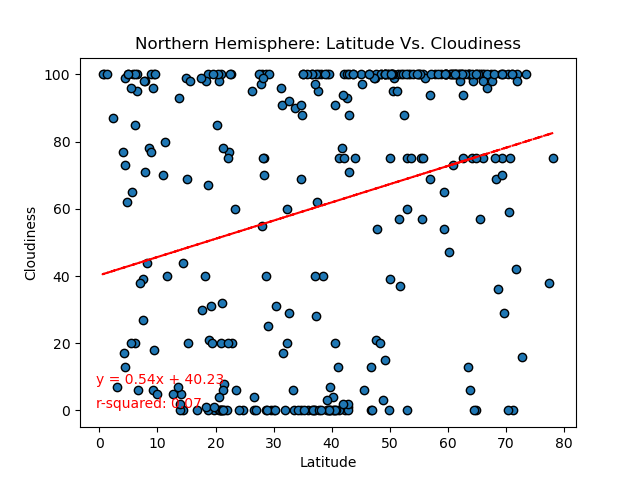 Northern Hemisphere: Latitude Vs. Cloudiness
100
80
60
40
20
0
Cloudiness
y = 0.54x + 40.23
r-squared: 0.07
0 10 20 30 40 50 60 70 80
Latitude